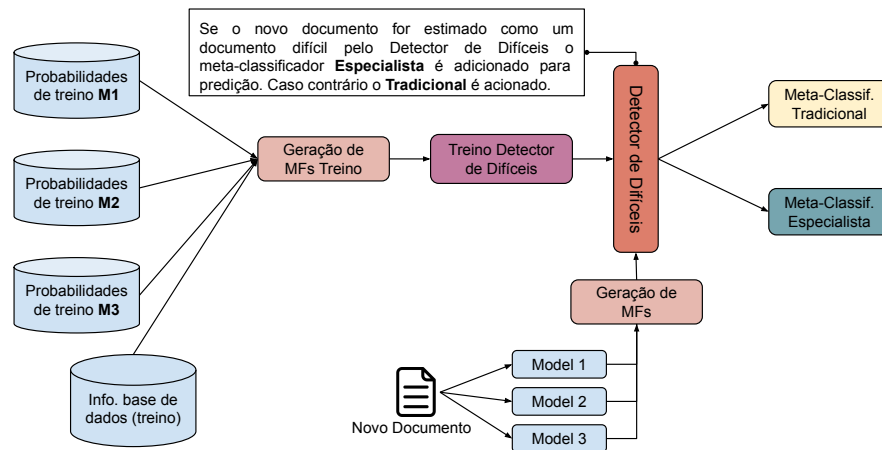 Se o novo documento for estimado como um
documento difícil pelo Detector de Difíceis o
meta-classificador Especialista é adicionado para
predição. Caso contrário o Tradicional é acionado.
Probabilidades
de treino M1
Probabilidades
de treino M2
Probabilidades
de treino M3
Info. base de
dados (treino)
Geração de
MFs Treino
Treino Detector
de Difíceis
Detector de Difíceis
Meta-Classif.
Tradicional
Meta-Classif.
Especialista
Geração de
MFs
Model 1
Model 2
Model 3
Novo Documento